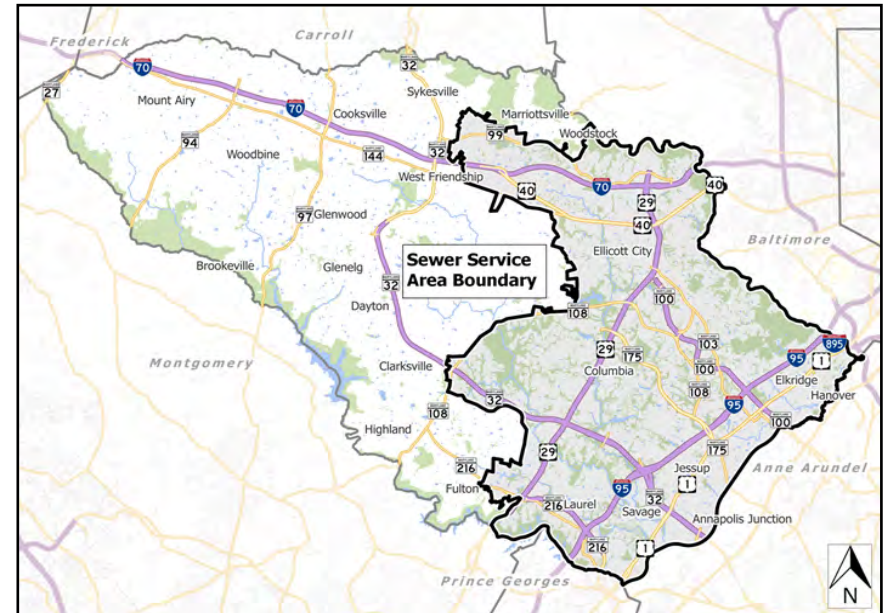 Carroll
Frederick
70
32
27
Sykesville
Mount Airy
70
Cooksville
Marriottsville
99
Woodstock
94
32
Woodbine
144
West Friendship
40
70
40
29
97
Glenwood
40
Ellicott City
Baltimore
Sewer Service
Area Boundary
Brookeville
Glenelg
32
100
Dayton
108
103
895
29
175
95
1
Montgomery
100
Clarksville
Columbia
Elkridge
108
Hanover
32
95
108
100
Highland
175
29
Anne Arundel
216
Jessup
Fulton
95
1
32
216
Laurel
Savage
Annapolis Junction
216
1
Prince Georges
N